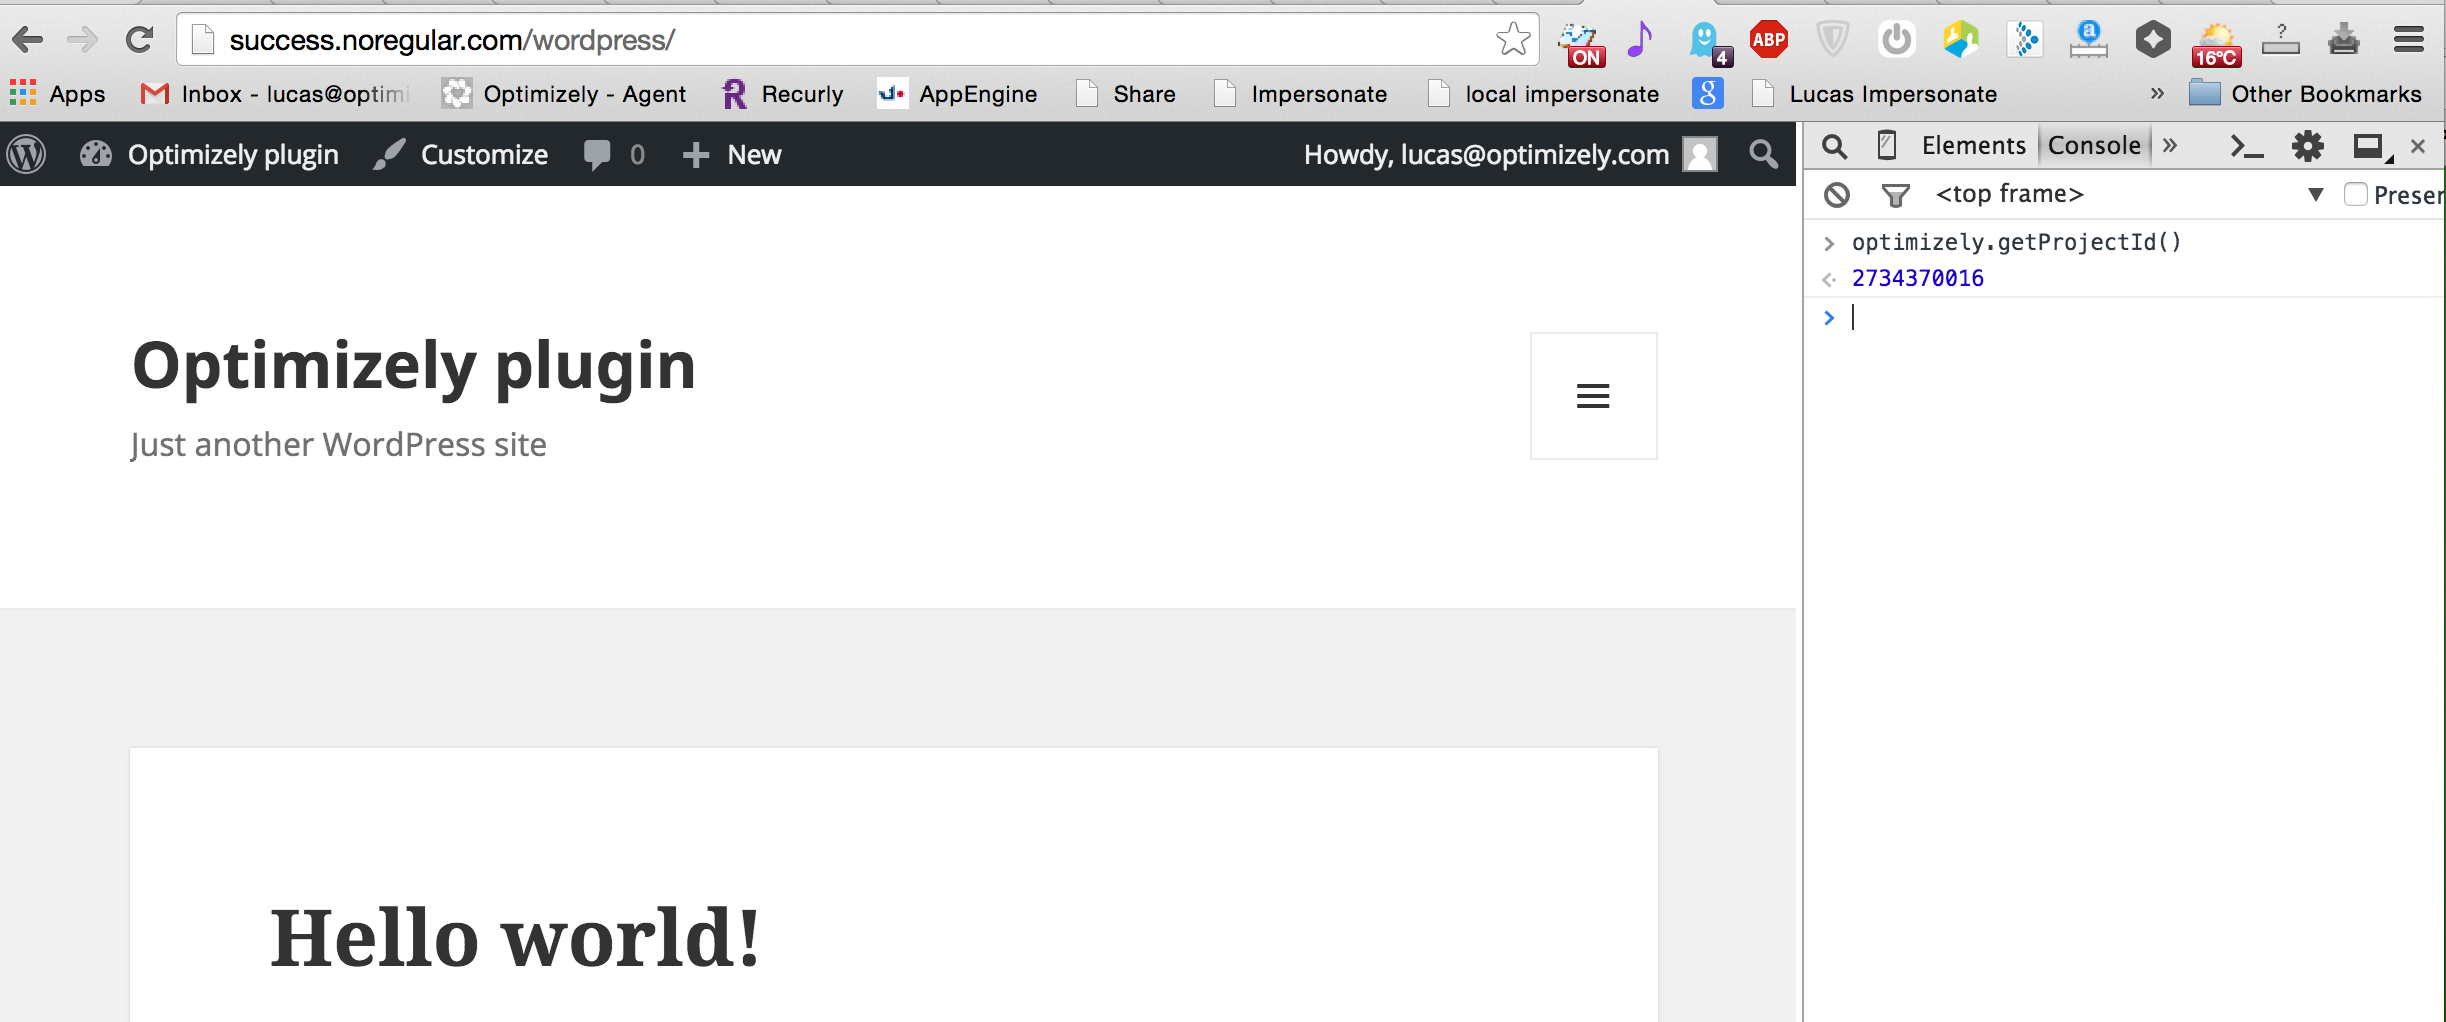 success.noregular.com/wordpress/
ON
4
ABP
a
16°C
?
Apps
Inbox - lucas@optimi
Optimizely - Agent
Recurly
AppEngine
Share
Impersonate
local impersonate
g
Lucas Impersonate
»
Other Bookmarks
Optimizely plugin
Customize
0
New
Howdy, lucas@optimizely.com
Elements
Console
»
<top frame>
Preser
optimizely.getProjectId()
2734370016
Optimizely plugin
Just another WordPress site
Hello world!